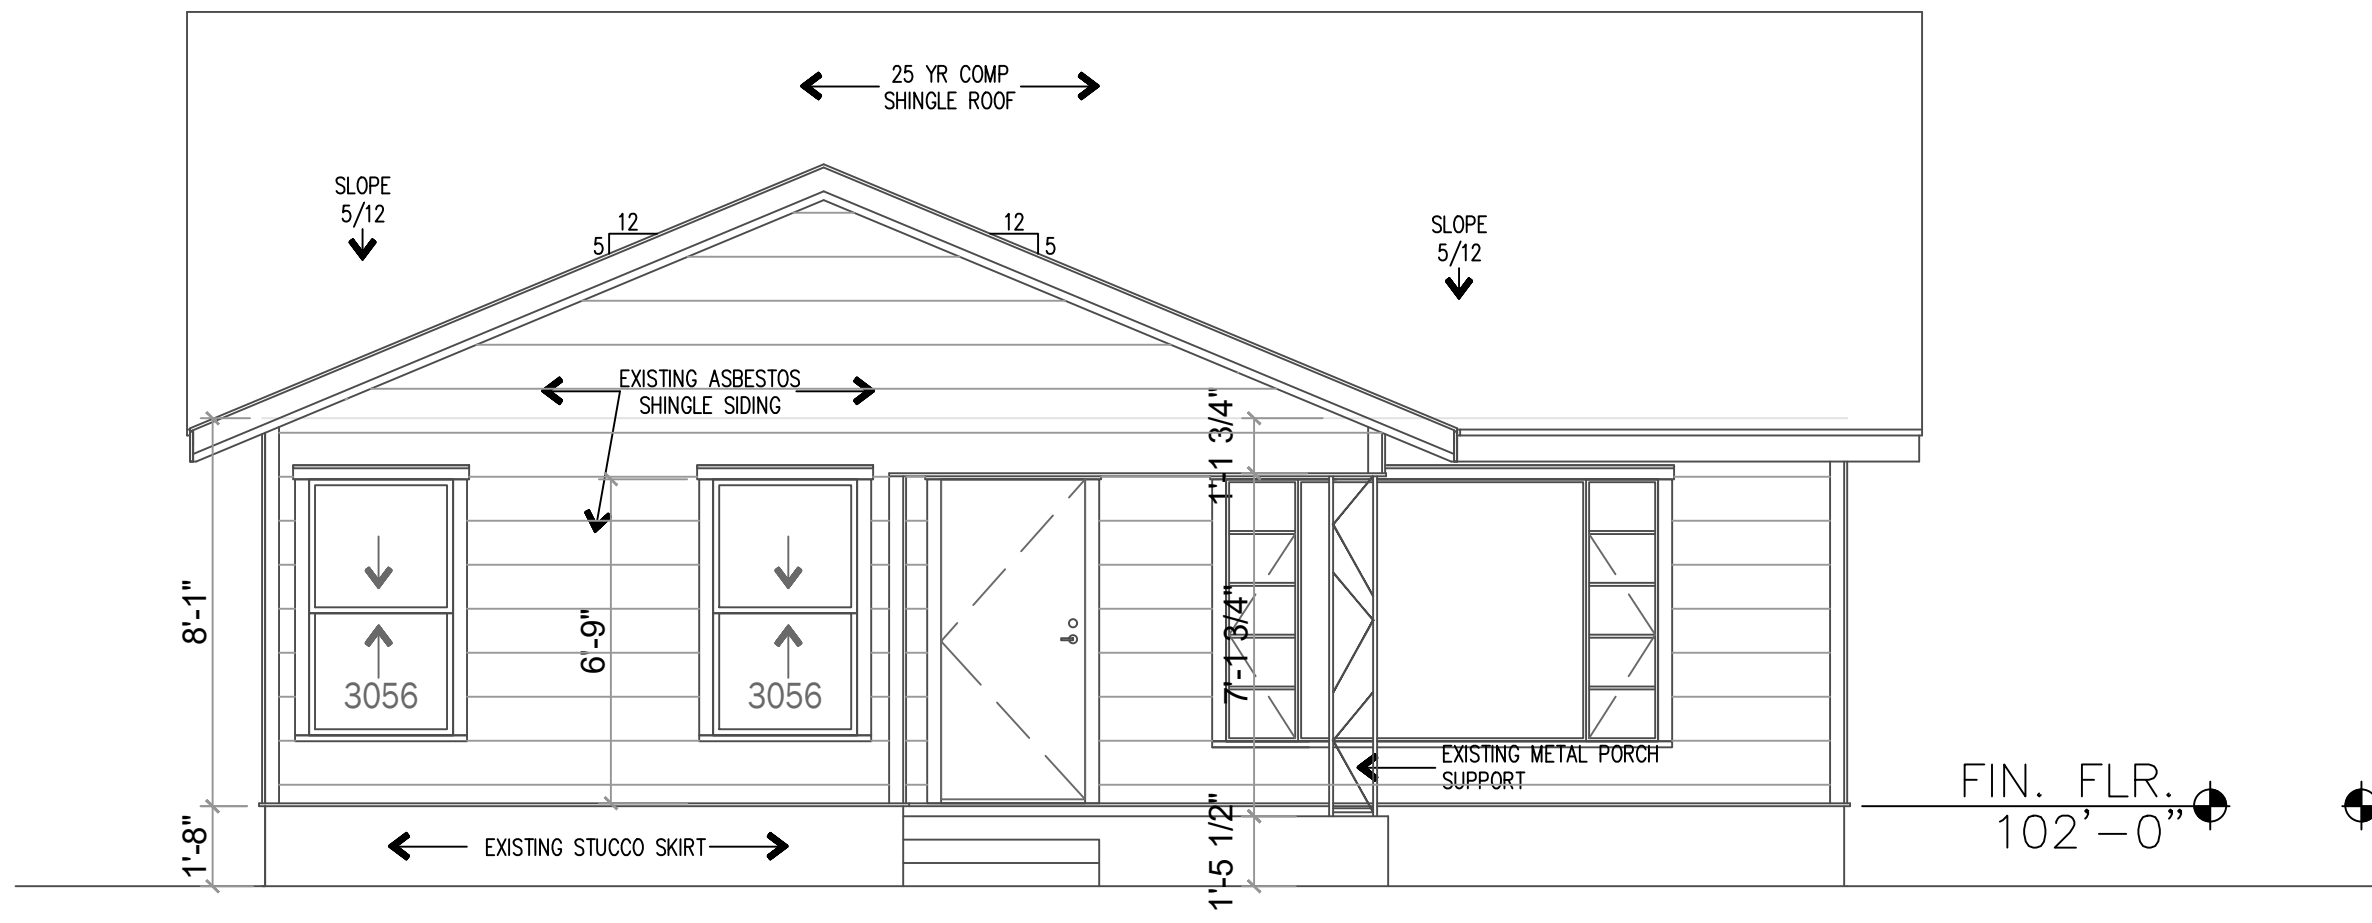 25 YR COMP
SHINGLE ROOF
SLOPE
5/12
12
5
12
5
SLOPE
5/12
EXISTING ASBESTOS
SHINGLE SIDING
1'-1 3/4"
8'-1"
6'-9"
7'-1 3/4"
3056
3056
EXISTING METAL PORCH
SUPPORT
FIN. FLR.
102'-0"
1'-8"
EXISTING STUCCO SKIRT
1'-5 1/2"